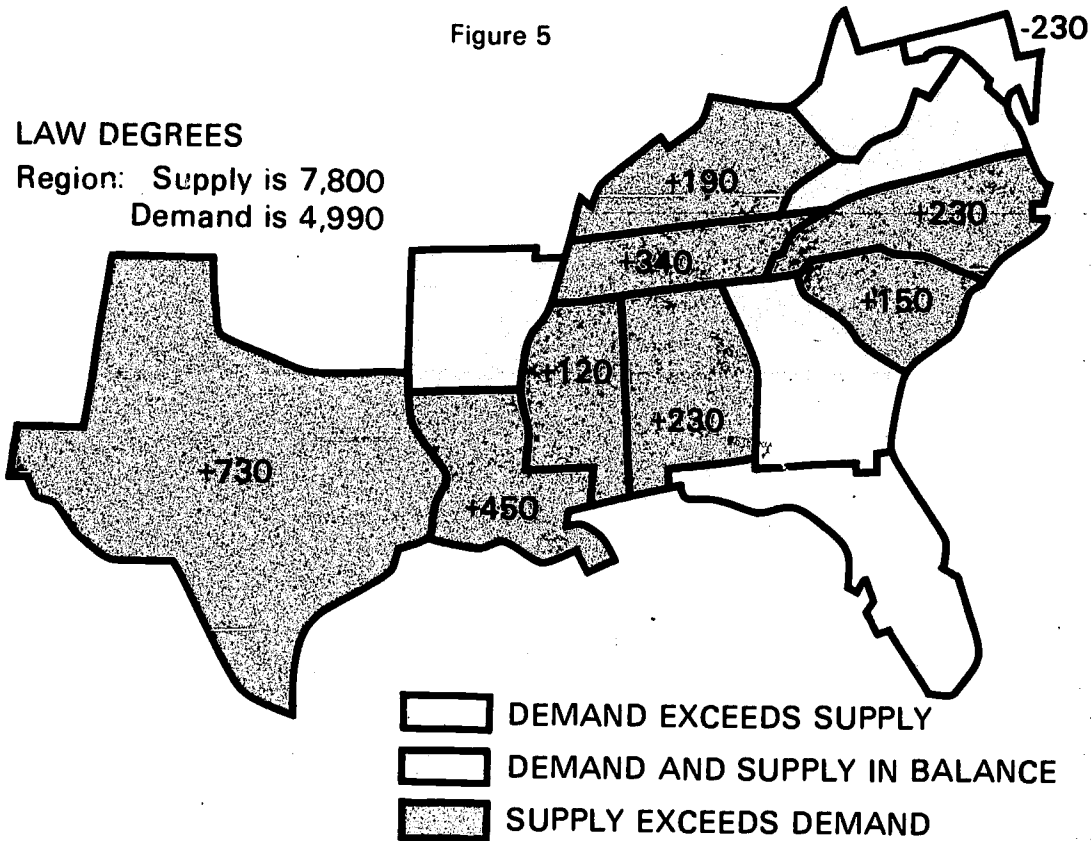 Figure 5
-230
LAW DEGREES
Region: Supply is 7,800
Demand is 4,990
+190
+230
+340
+150
+120
+230
+730
+450
DEMAND EXCEEDS SUPPLY
DEMAND AND SUPPLY IN BALANCE
SUPPLY EXCEEDS DEMAND